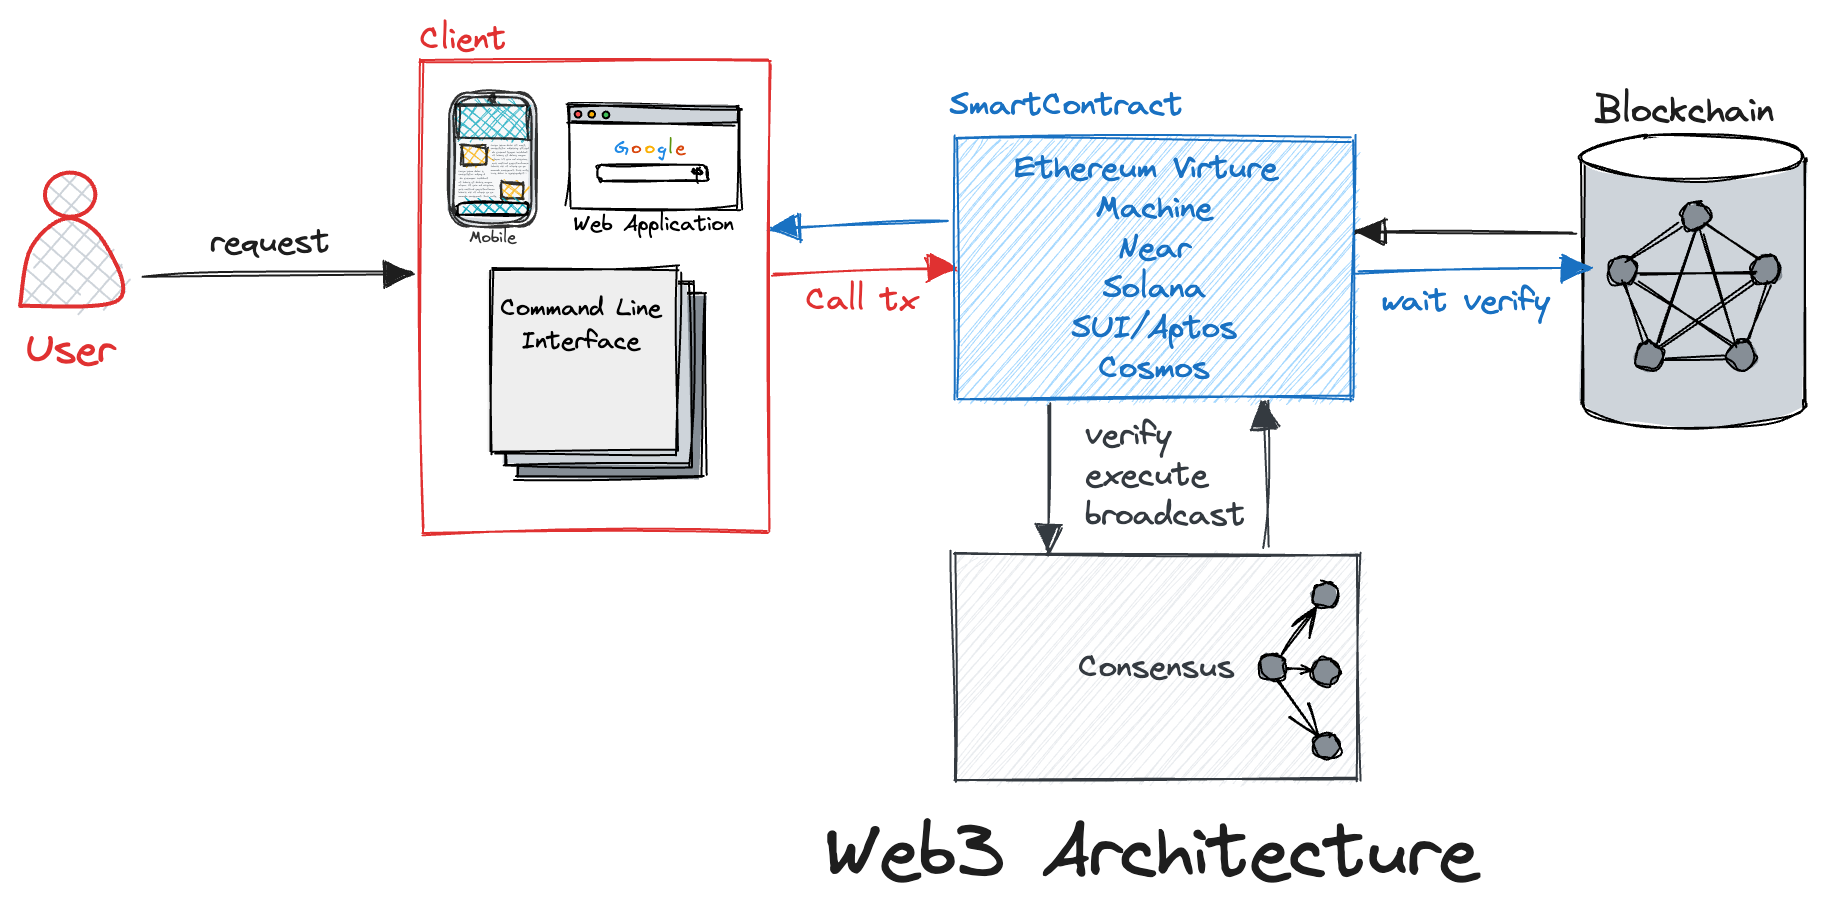 Client
SmartContract
Blockchain
Google
Mobile
Web Application
Command Line
Interface
User
request
Call tx
Ethereum Virture
Machine
Near
Solana
SUI/Aptos
Cosmos
wait verify
verify
execute
broadcast
Consensus
Web3 Architecture